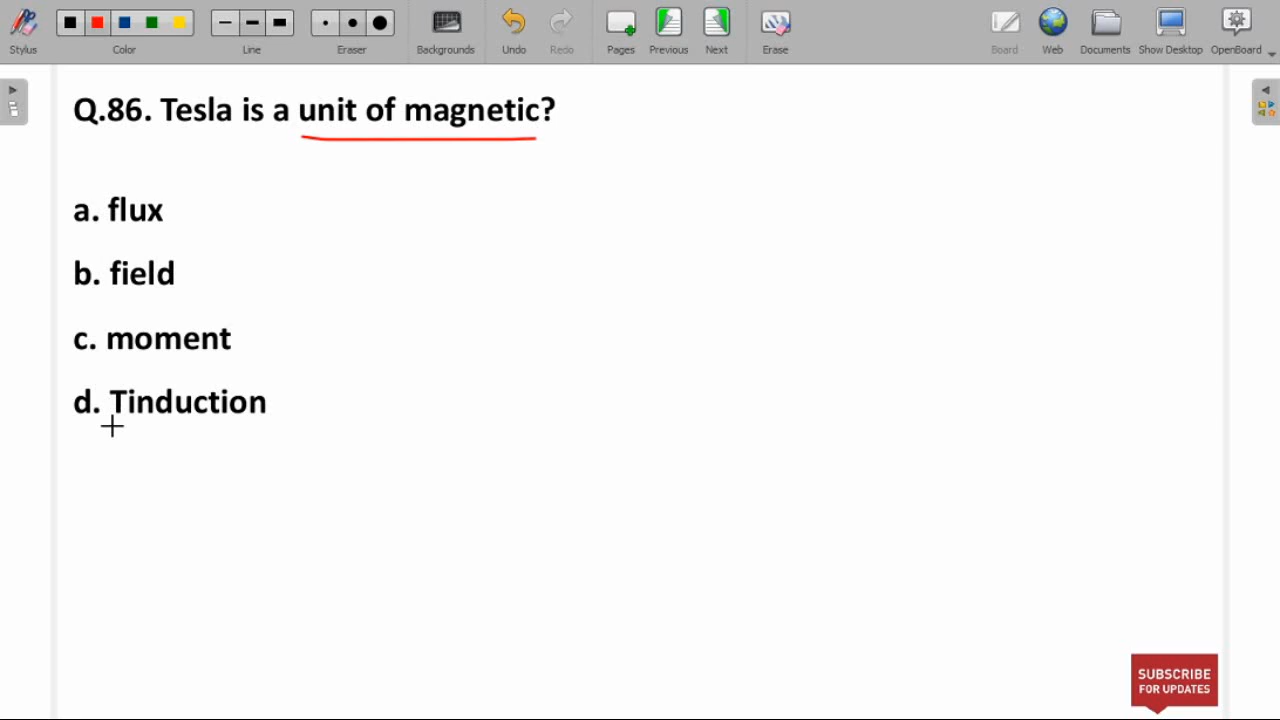 Stylus
Color
Line
Eraser
Backgrounds
Undo
Redo
Pages
Previous
Next
Erase
Board
Web
Documents
Show Desktop
OpenBoard
Q.86. Tesla is a unit of magnetic?
a. flux
b. field
c. moment
d. Tinduction
SUBSCRIBE
FOR UPDATES